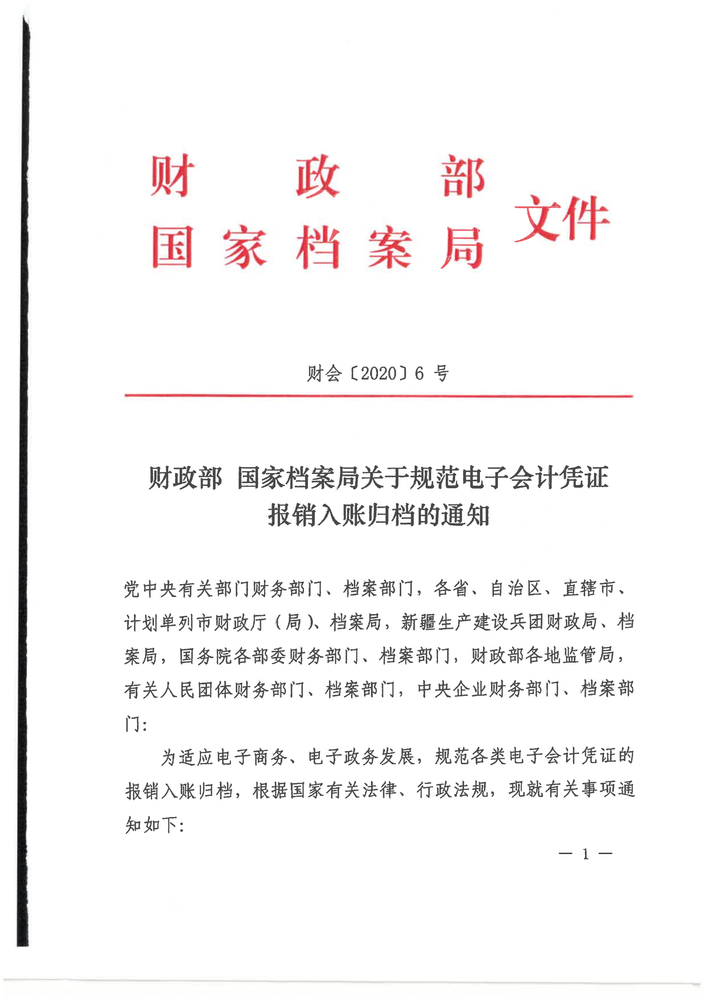 财政部
国家档案局
文件
财会〔2020〕6 号
财政部 国家档案局关于规范电子会计凭证
报销入账归档的通知
党中央有关部门财务部门、档案部门，各省、自治区、直辖市、
计划单列市财政厅（局）、档案局，新疆生产建设兵团财政局、档
案局，国务院各部委财务部门、档案部门，财政部各地监管局，
有关人民团体财务部门、档案部门，中央企业财务部门、档案部
门：
为适应电子商务、电子政务发展，规范各类电子会计凭证的
报销入账归档，根据国家有关法律、行政法规，现就有关事项通
知如下：
— 1 —